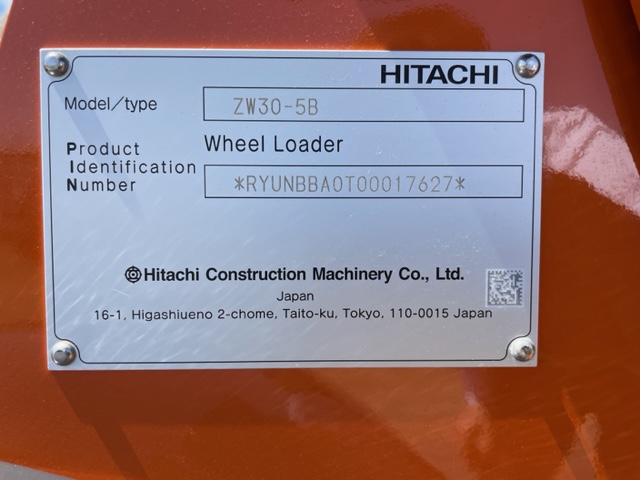 HITACHI
Model/type ZW30-5B
Product Wheel Loader
Identification
Number *RYUNBBA0T00017627*
Hitachi Construction Machinery Co., Ltd.
Japan
16-1, Higashiueno 2-chome, Taito-ku, Tokyo, 110-0015 Japan